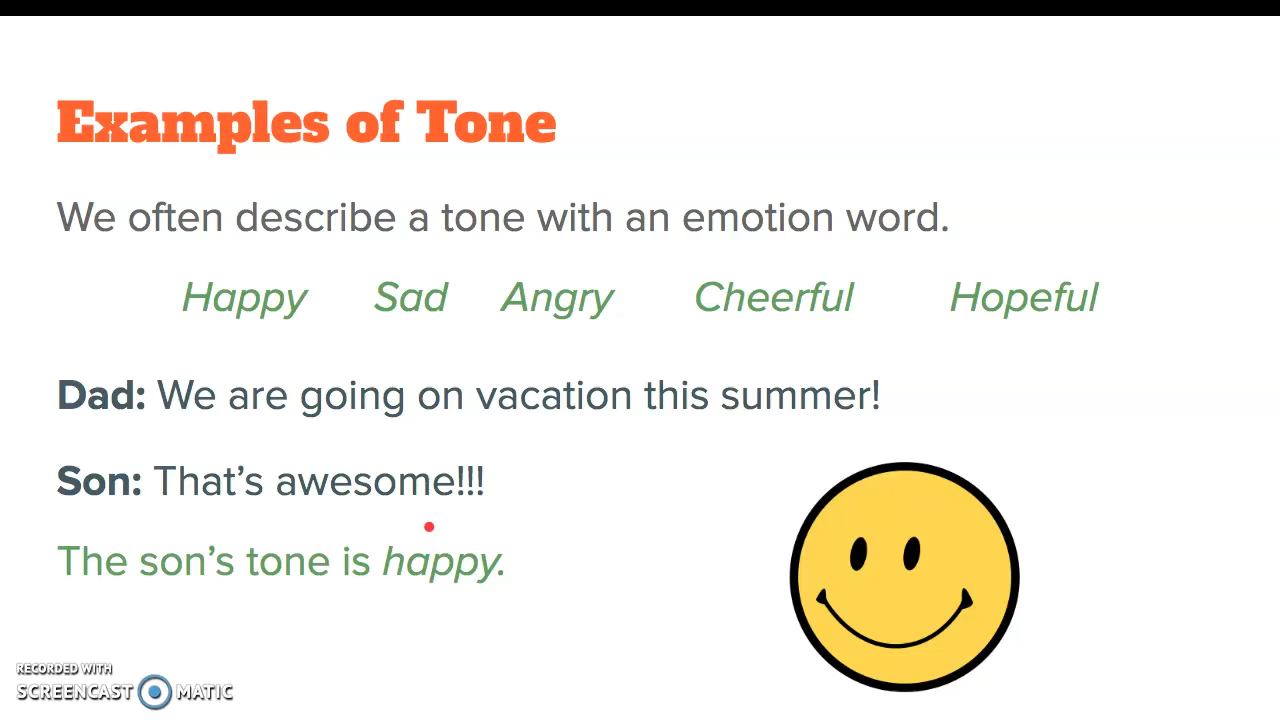 Examples of Tone
We often describe a tone with an emotion word.
Happy Sad Angry Cheerful Hopeful
Dad: We are going on vacation this summer!
Son: That’s awesome!!!
The son’s tone is happy.
RECORDED WITH
SCREENCAST MATIC